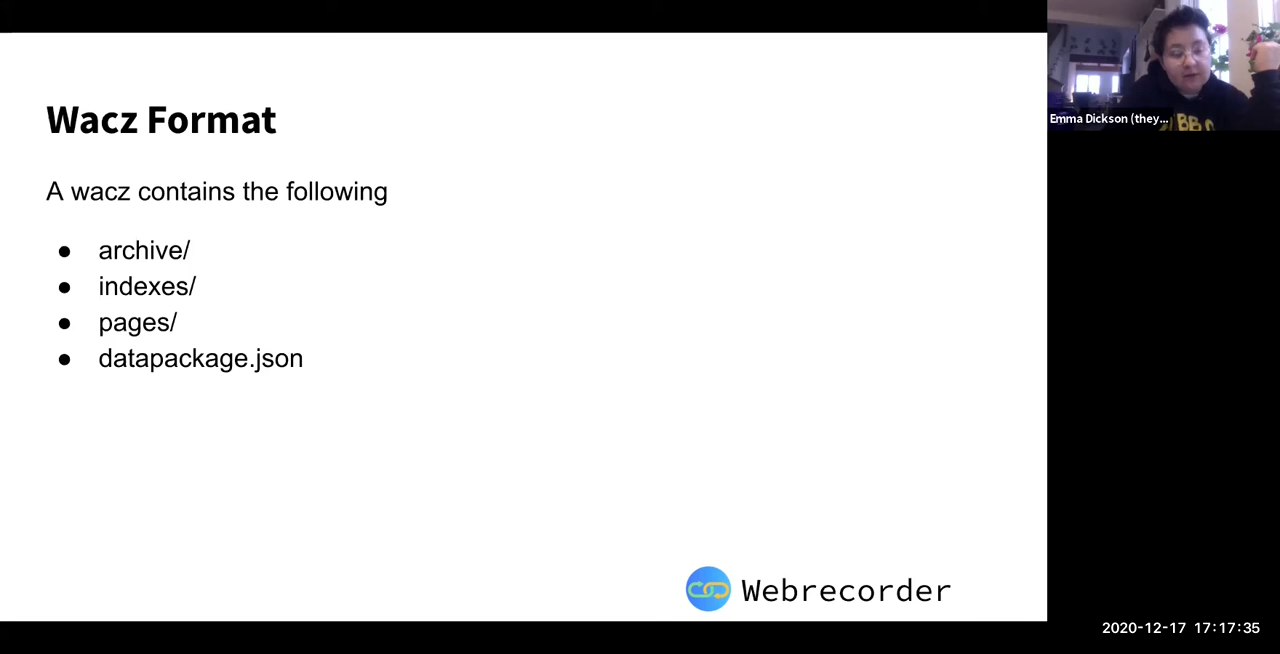 Wacz Format
A wacz contains the following
● archive/
● indexes/
● pages/
● datapackage.json
Webrecorder
Emma Dickson (they...
2020-12-17 17:17:35